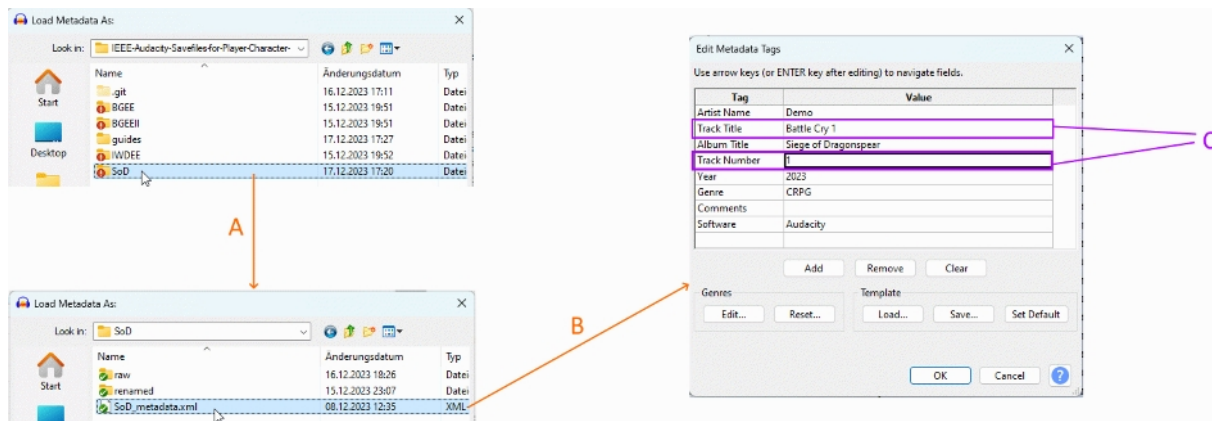 Load Metadata As:
Look in: IEEE-Audacity-Savefiles-for-Player-Character-
Name Änderungsdatum Typ
.git 16.12.2023 17:11 Datei
BGEE 15.12.2023 19:51 Datei
BGEEII 15.12.2023 19:51 Datei
guides 17.12.2023 17:27 Datei
IWDEE 15.12.2023 19:52 Datei
SoD 17.12.2023 17:20 Datei
Start
Desktop
A
Load Metadata As:
Look in: SoD
Name Änderungsdatum Typ
raw 16.12.2023 18:26 Datei
renamed 15.12.2023 23:07 Datei
SoD_metadata.xml 08.12.2023 12:35 XML
Start
B
Edit Metadata Tags
Use arrow keys (or ENTER key after editing) to navigate fields.
Tag Value
Artist Name Demo
Track Title Battle Cry 1
Album Title Siege of Dragonspear
Track Number 1
Year 2023
Genre CRPG
Comments
Software Audacity
Add Remove Clear
Genres Template
Edit... Reset... Load... Save... Set Default
OK Cancel ?
C